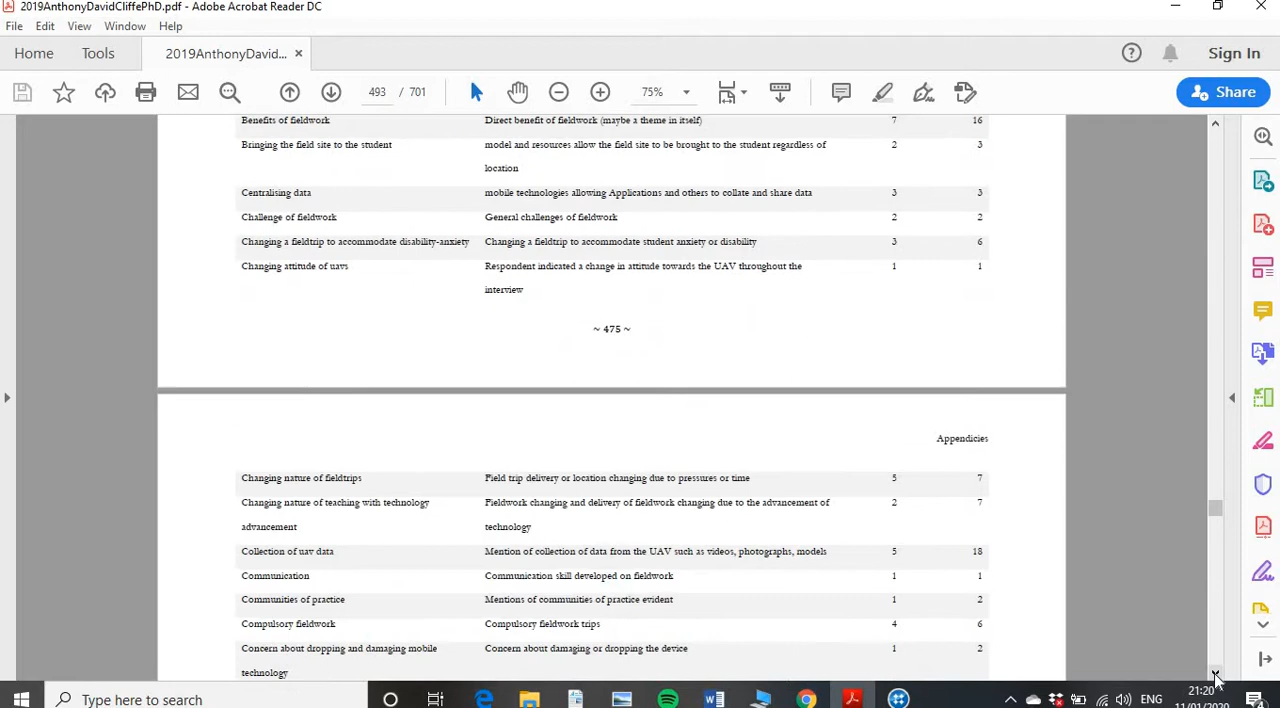 2019AnthonyDavidCliffePhD.pdf - Adobe Acrobat Reader DC
File Edit View Window Help
Home Tools 2019AnthonyDavid... × Sign In
493 / 701 75% Share
Benefits of fieldwork Direct benefit of fieldwork (maybe a theme in itself) 7 16
Bringing the field site to the student model and resources allow the field site to be brought to the student regardless of 2 3
location
Centralising data mobile technologies allowing Applications and others to collate and share data 3 3
Challenge of fieldwork General challenges of fieldwork 2 2
Changing a fieldtrip to accommodate disability-anxiety Changing a fieldtrip to accommodate student anxiety or disability 3 6
Changing attitude of uavs Respondent indicated a change in attitude towards the UAV throughout the 1 1
interview
~ 475 ~
Appendicies
Changing nature of fieldtrips Field trip delivery or location changing due to pressures or time 5 7
Changing nature of teaching with technology Fieldwork changing and delivery of fieldwork changing due to the advancement of 2 7
advancement technology
Collection of uav data Mention of collection of data from the UAV such as videos, photographs, models 5 18
Communication Communication skill developed on fieldwork 1 1
Communities of practice Mentions of communities of practice evident 1 2
Compulsory fieldwork Compulsory fieldwork trips 4 6
Concern about dropping and damaging mobile Concern about damaging or dropping the device 1 2
technology
Type here to search ENG 21:20
11/01/2020